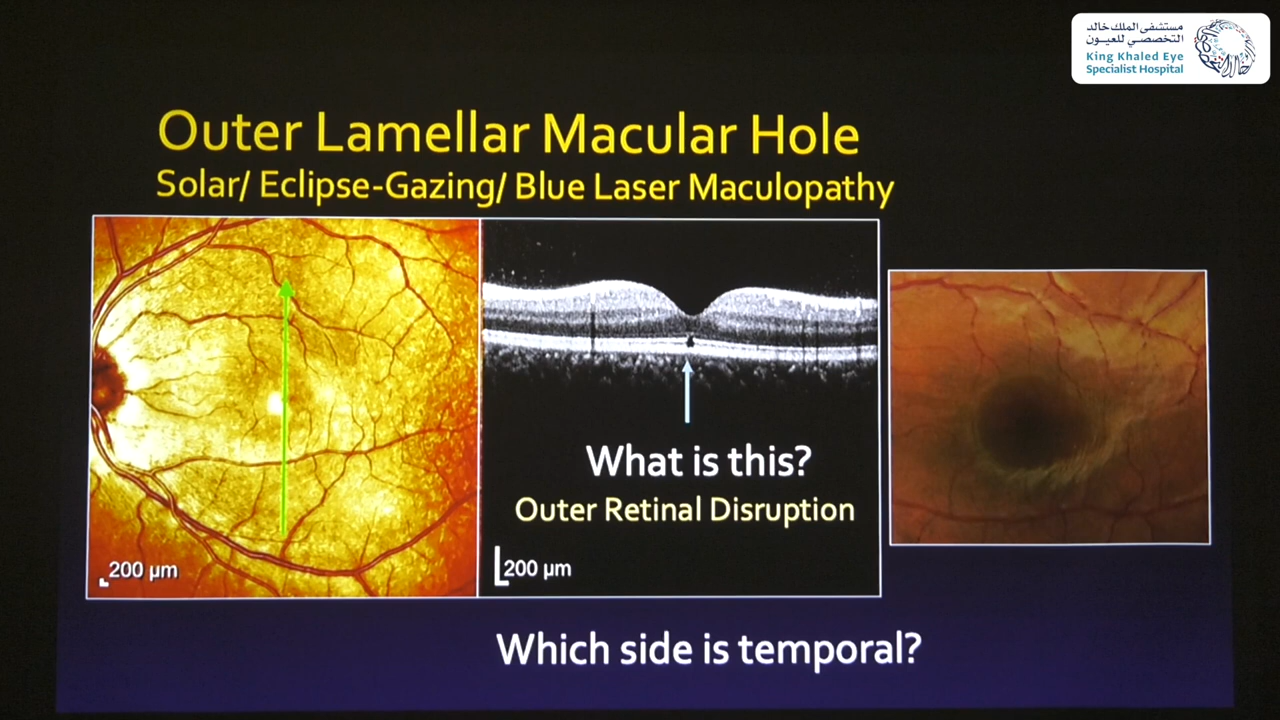 مستشفى الملك خالد
التخصصي للعيون
King Khaled Eye
Specialist Hospital
Outer Lamellar Macular Hole
Solar/ Eclipse-Gazing/ Blue Laser Maculopathy
What is this?
Outer Retinal Disruption
200 µm
200 µm
Which side is temporal?